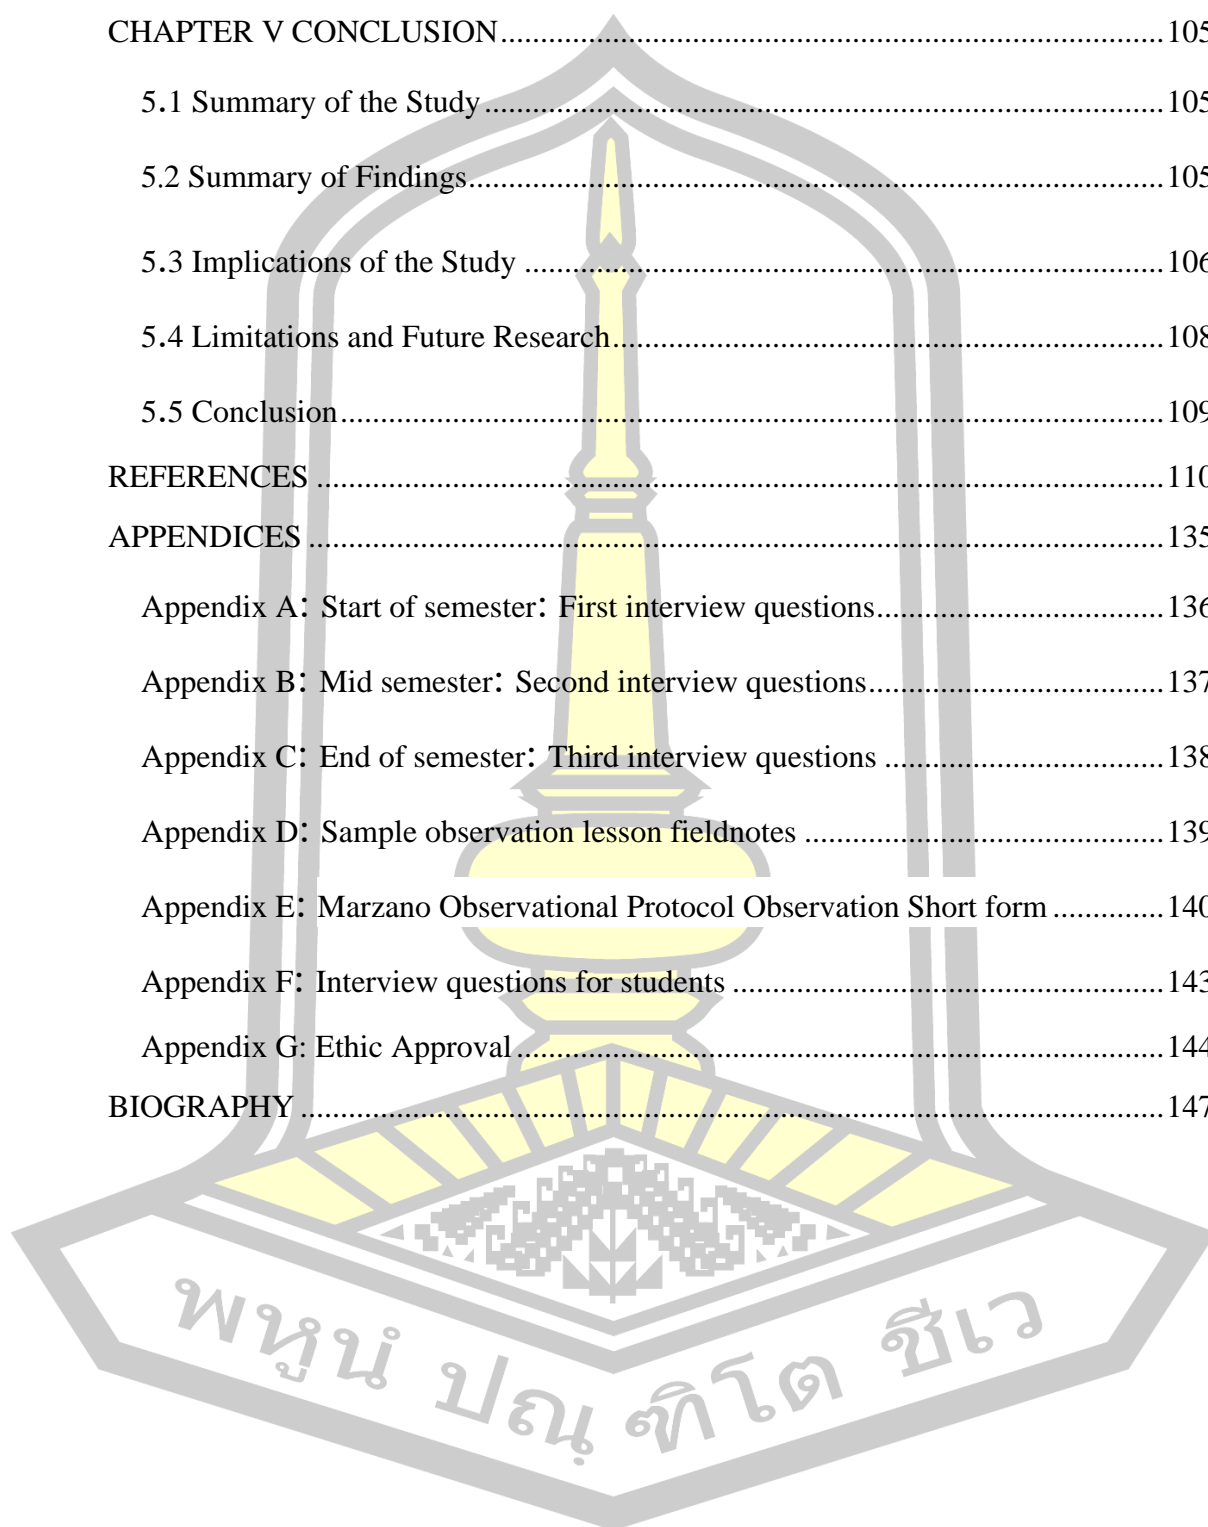 CHAPTER V CONCLUSION............................................................................................105
5.1 Summary of the Study...............................................................................................105
5.2 Summary of Findings.................................................................................................105
5.3 Implications of the Study ..........................................................................................106
5.4 Limitations and Future Research................................................................................108
5.5 Conclusion..................................................................................................................109
REFERENCES ..................................................................................................................110
APPENDICES ...................................................................................................................135
Appendix A: Start of semester: First interview questions.........................................136
Appendix B: Mid semester: Second interview questions..........................................137
Appendix C: End of semester: Third interview questions ........................................138
Appendix D: Sample observation lesson fieldnotes ..................................................139
Appendix E: Marzano Observational Protocol Observation Short form ..............140
Appendix F: Interview questions for students ...........................................................143
Appendix G: Ethic Approval.........................................................................................144
BIOGRAPHY ....................................................................................................................147
พหูนํ ปณฺฑิโต ชีเว